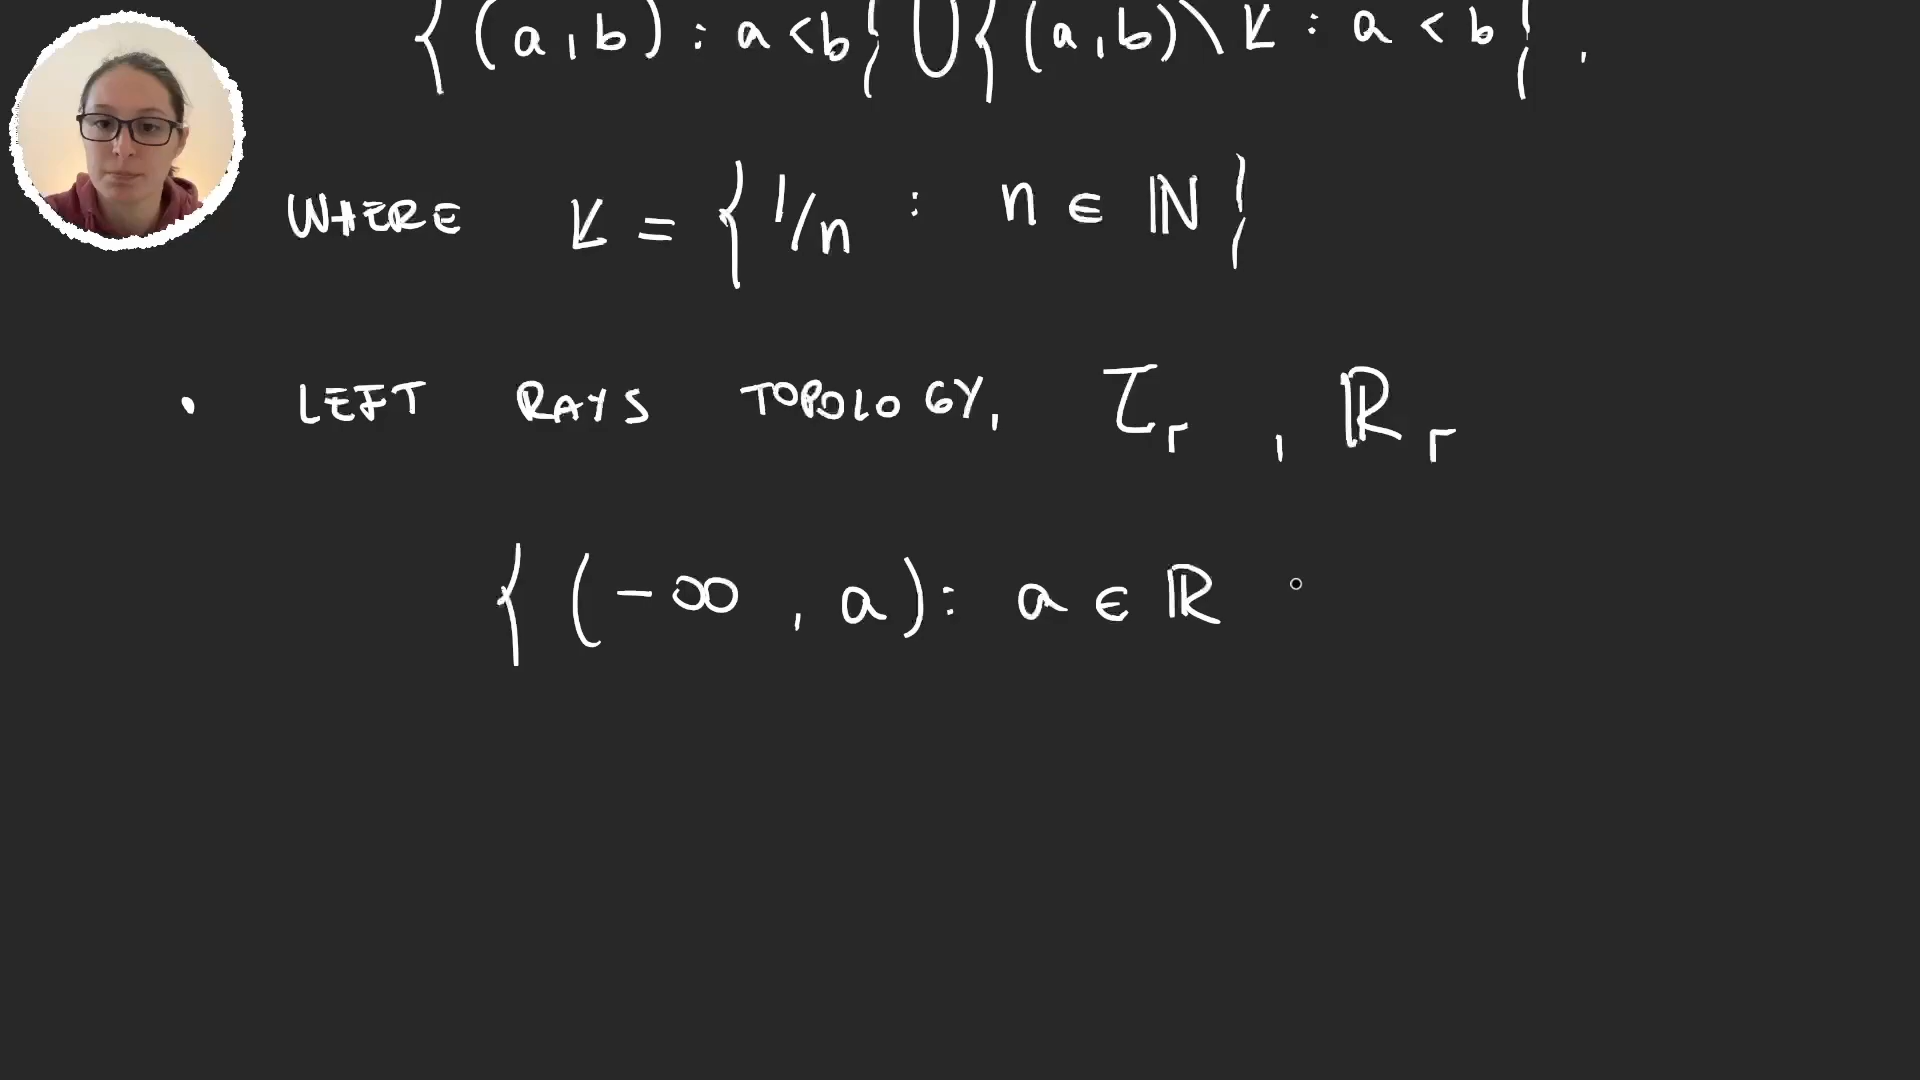 {(a,b) : a<b} ∪ {(a,b)\K : a < b}.
WHERE K = {1/n : n ∈ ℕ}
• LEFT RAYS TOPOLOGY, τ_r, ℝ_r
{(-∞, a): a ∈ ℝ